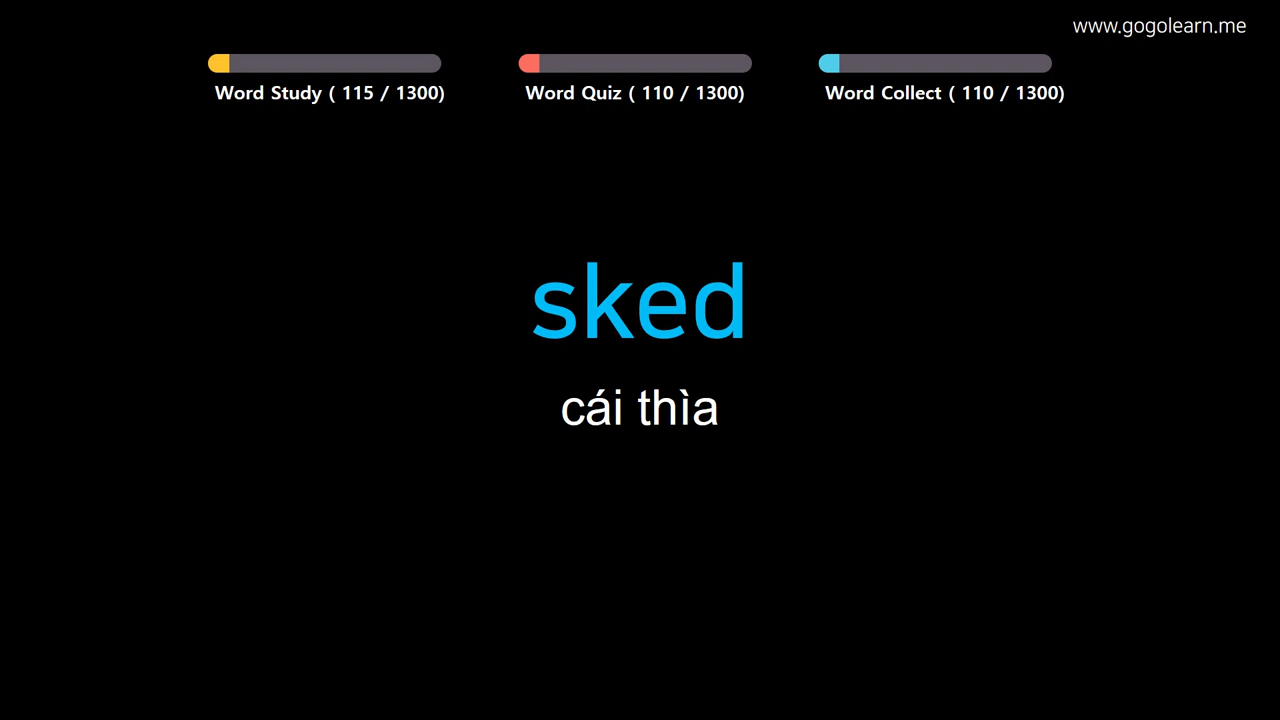 www.gogolearn.me
Word Study ( 115 / 1300)
Word Quiz ( 110 / 1300)
Word Collect ( 110 / 1300)
sked
cái thìa